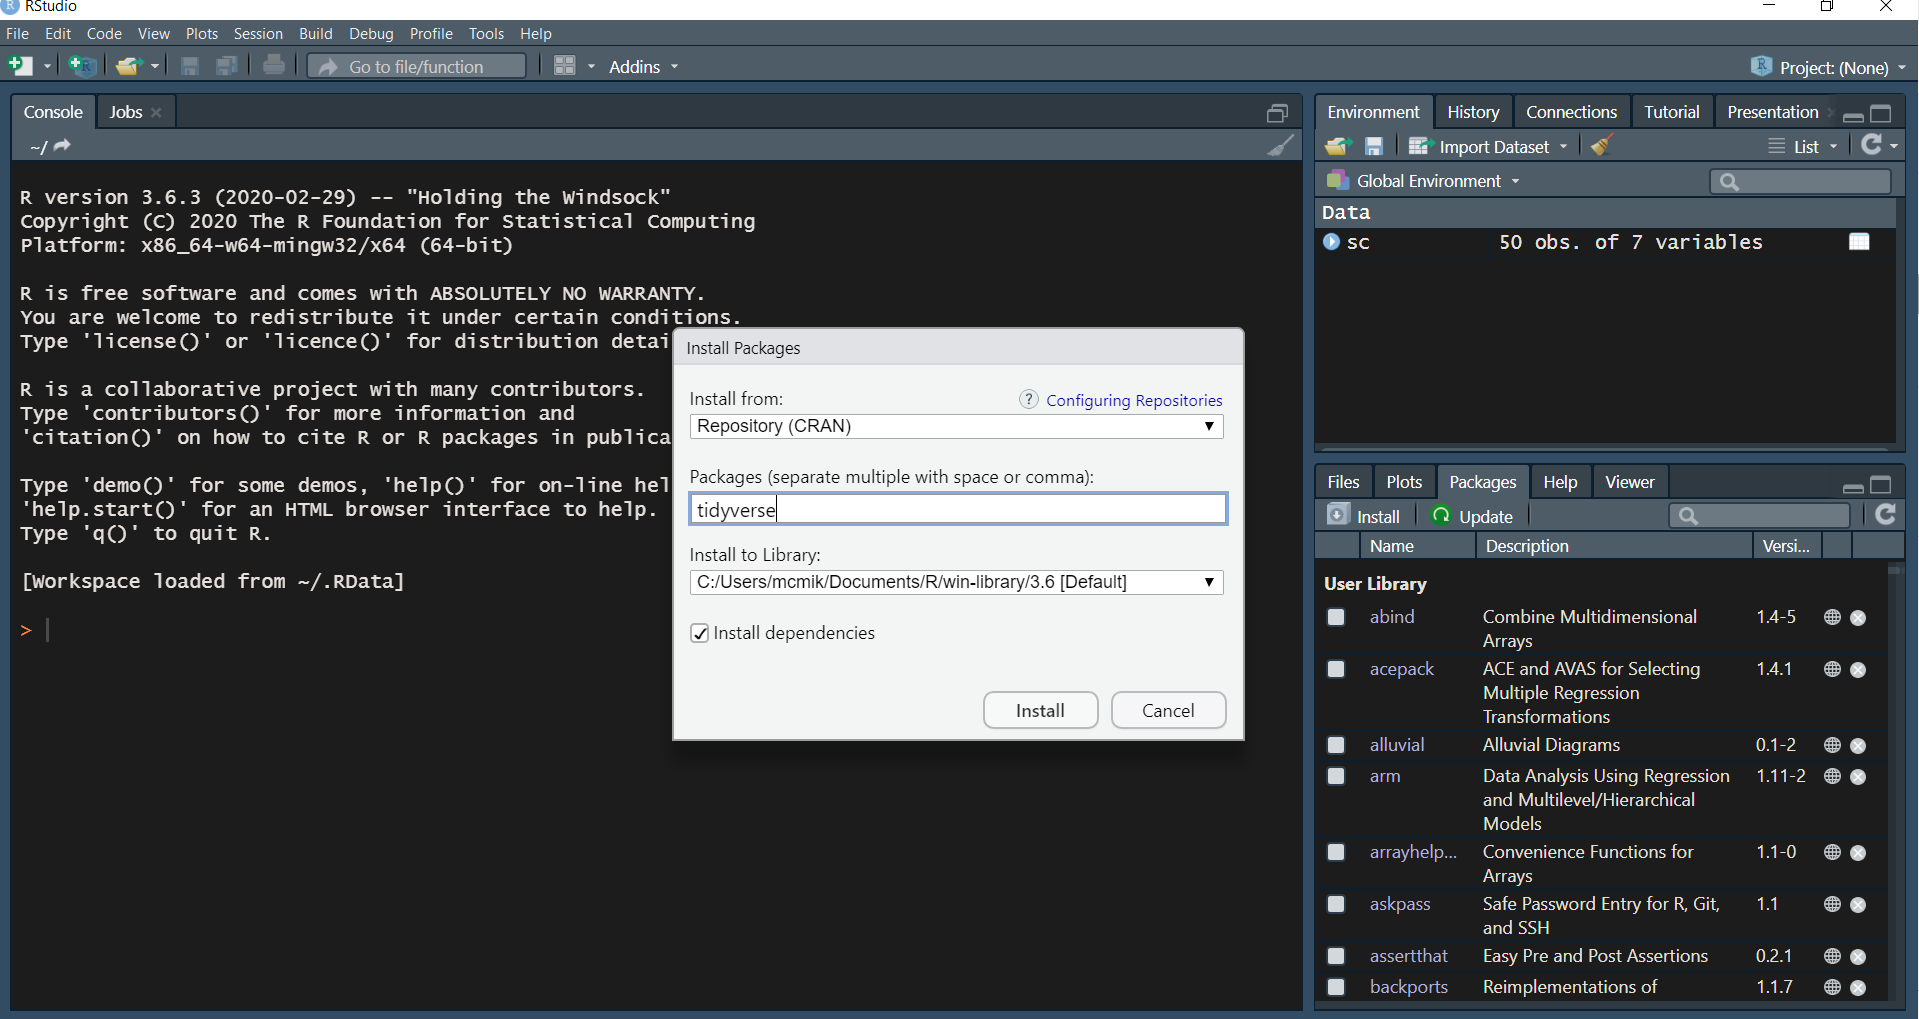 RStudio
File Edit Code View Plots Session Build Debug Profile Tools Help
Go to file/function Addins Project: (None)
Console Jobs
~/
R version 3.6.3 (2020-02-29) -- "Holding the Windsock"
Copyright (C) 2020 The R Foundation for Statistical Computing
Platform: x86_64-w64-mingw32/x64 (64-bit)
R is free software and comes with ABSOLUTELY NO WARRANTY.
You are welcome to redistribute it under certain conditions.
Type 'license()' or 'licence()' for distribution detai
R is a collaborative project with many contributors.
Type 'contributors()' for more information and
'citation()' on how to cite R or R packages in publica
Type 'demo()' for some demos, 'help()' for on-line hel
'help.start()' for an HTML browser interface to help.
Type 'q()' to quit R.
[Workspace loaded from ~/.RData]
>
Install Packages
Install from:
? Configuring Repositories
Repository (CRAN)
Packages (separate multiple with space or comma):
tidyverse
Install to Library:
C:/Users/mcmik/Documents/R/win-library/3.6 [Default]
Install dependencies
Install Cancel
Environment History Connections Tutorial Presentation
Import Dataset List
Global Environment
Data
sc 50 obs. of 7 variables
Files Plots Packages Help Viewer
Install Update
Name Description Versi...
User Library
abind Combine Multidimensional 1.4-5
Arrays
acepack ACE and AVAS for Selecting 1.4.1
Multiple Regression
Transformations
alluvial Alluvial Diagrams 0.1-2
arm Data Analysis Using Regression 1.11-2
and Multilevel/Hierarchical
Models
arrayhelp... Convenience Functions for 1.1-0
Arrays
askpass Safe Password Entry for R, Git, 1.1
and SSH
assertthat Easy Pre and Post Assertions 0.2.1
backports Reimplementations of 1.1.7